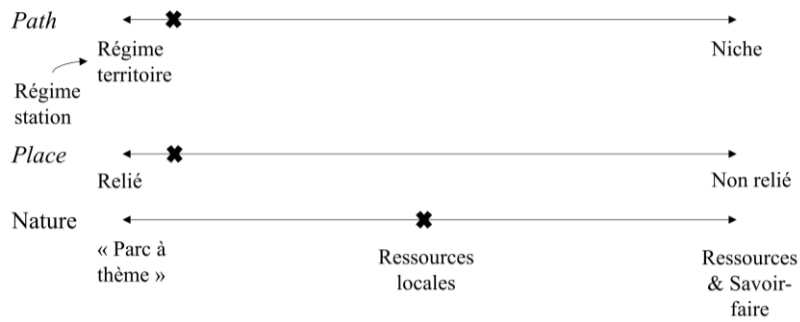 Path
Régime
territoire
Niche
Régime
station
Place
Relié
Non relié
Nature
« Parc à
thème »
Ressources
locales
Ressources
& Savoir-
faire